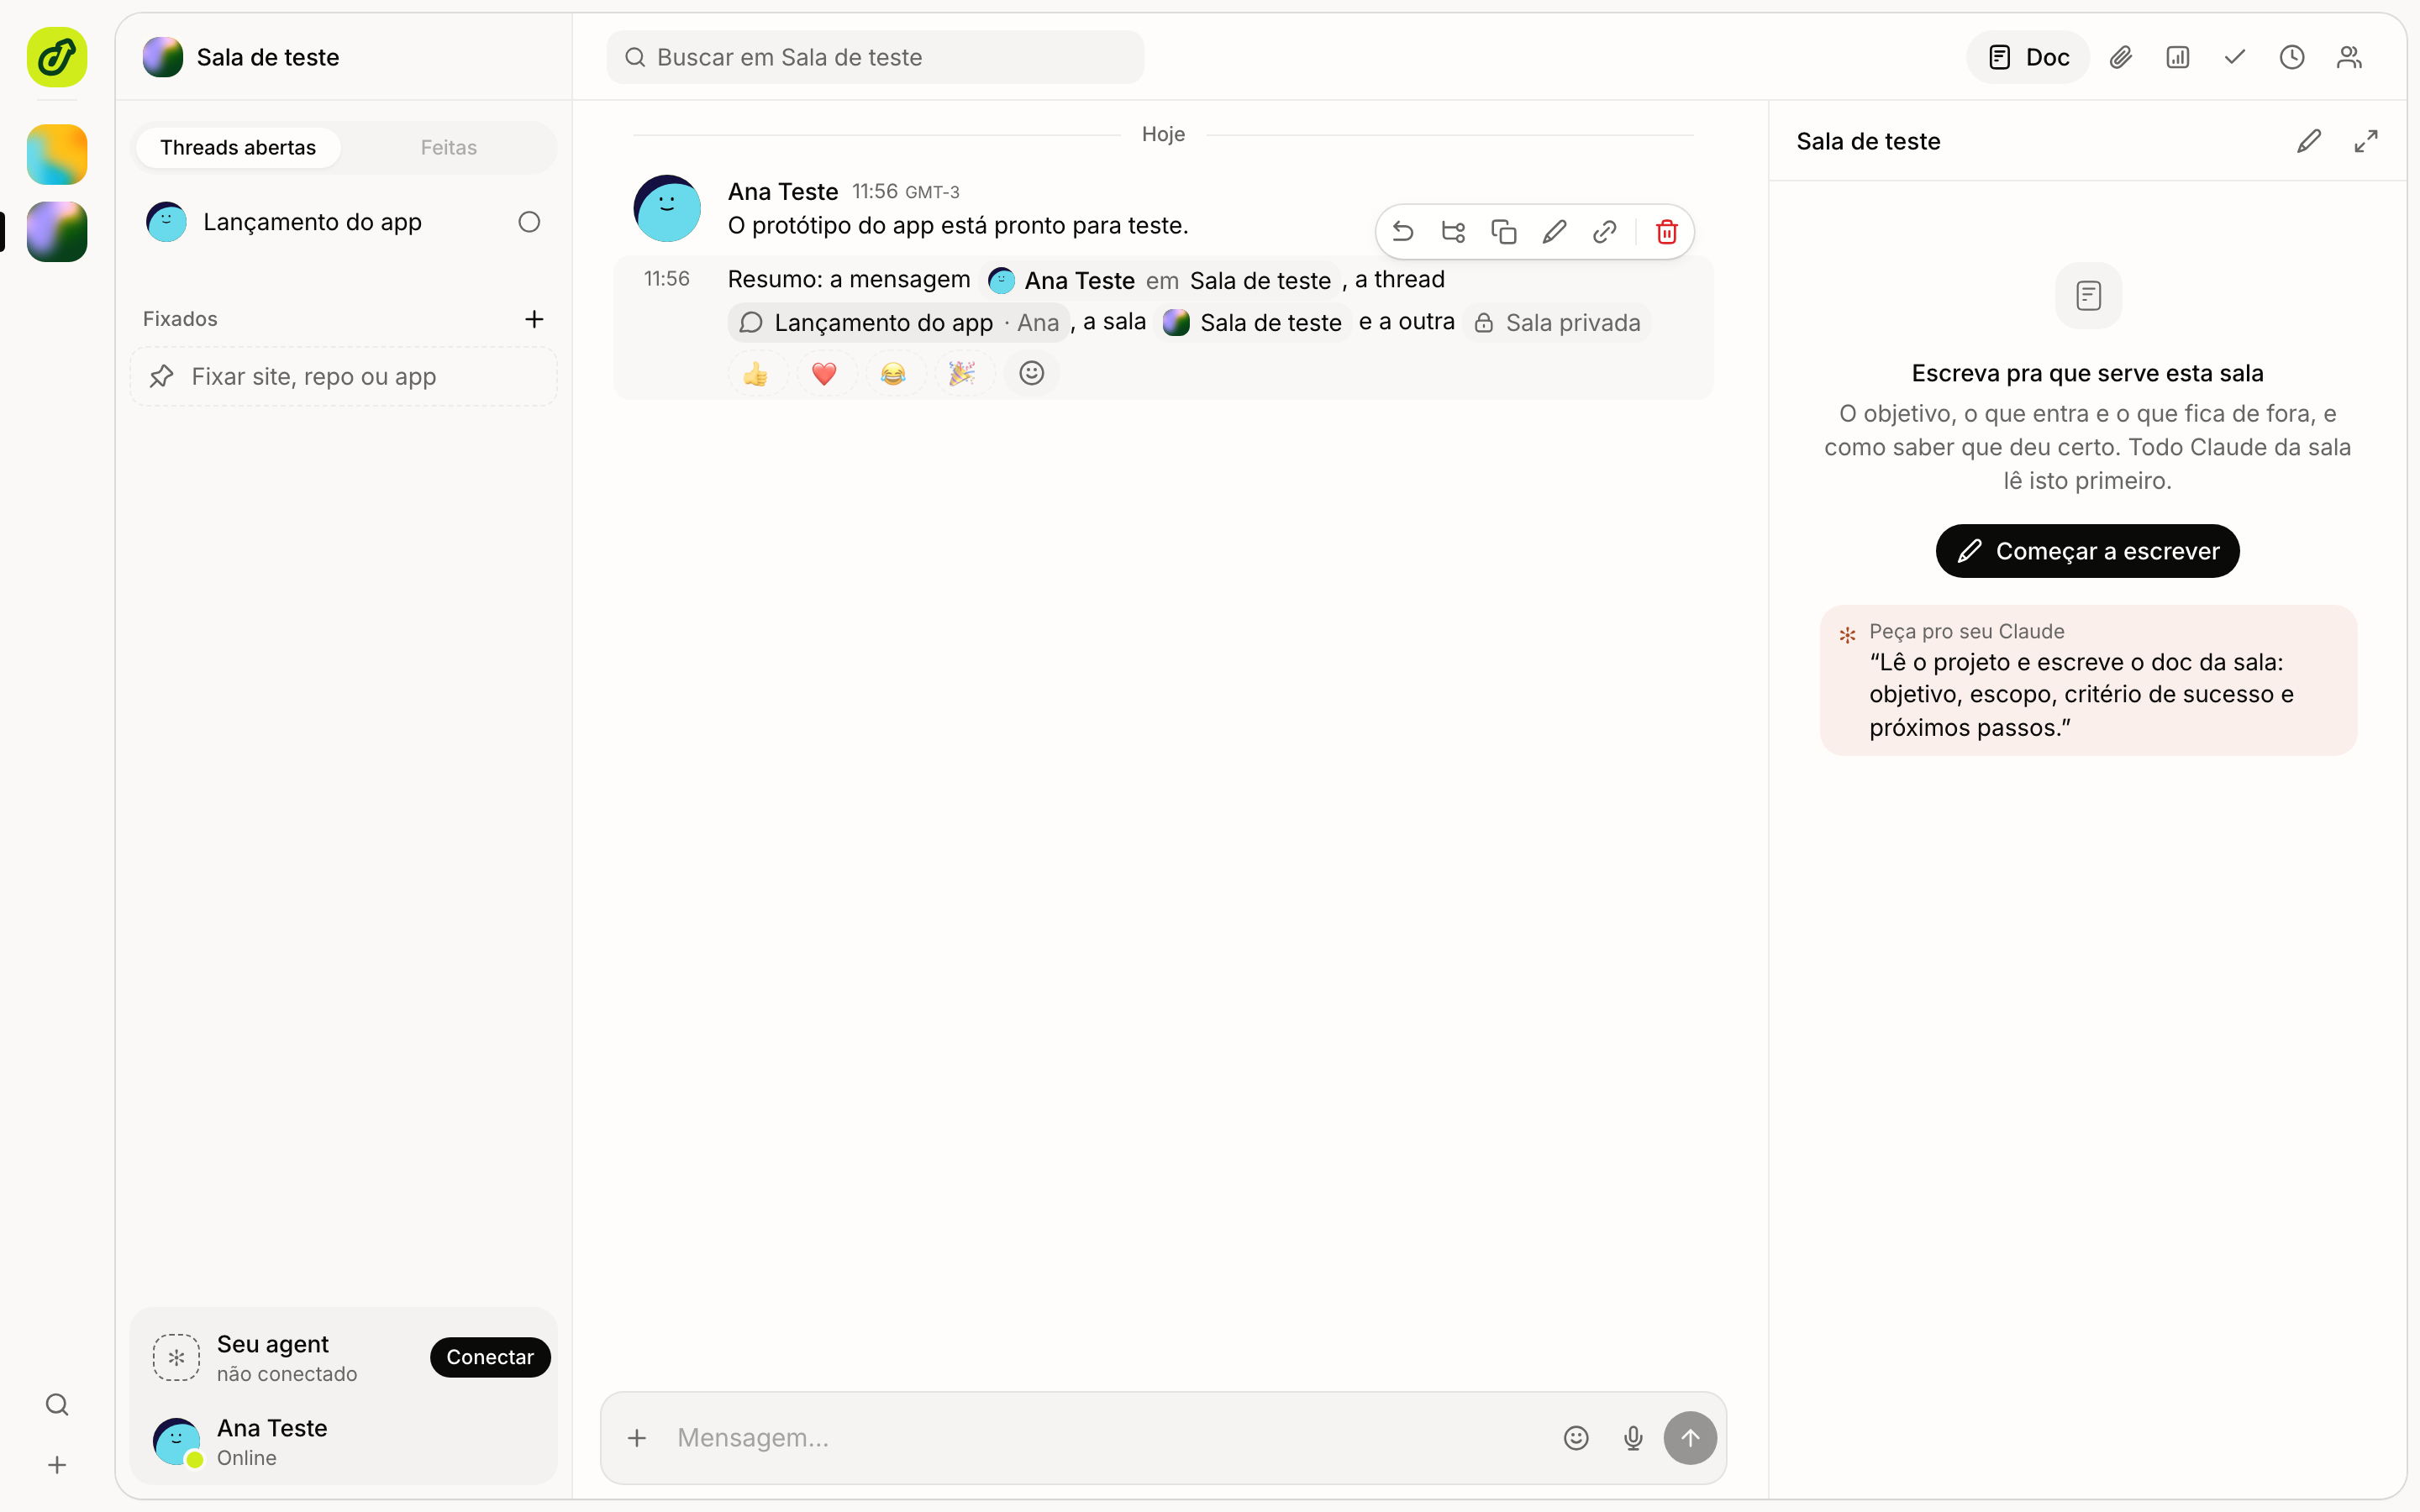 Sala de teste
Buscar em Sala de teste
Doc
Threads abertas
Feitas
Lançamento do app
Fixados
Fixar site, repo ou app
Seu agent
não conectado
Conectar
Ana Teste
Online
Hoje
Ana Teste 11:56 GMT-3
O protótipo do app está pronto para teste.
11:56
Resumo: a mensagem Ana Teste em Sala de teste , a thread
Lançamento do app · Ana , a sala Sala de teste e a outra Sala privada
Mensagem...
Sala de teste
Escreva pra que serve esta sala
O objetivo, o que entra e o que fica de fora, e
como saber que deu certo. Todo Claude da sala
lê isto primeiro.
Começar a escrever
Peça pro seu Claude
“Lê o projeto e escreve o doc da sala:
objetivo, escopo, critério de sucesso e
próximos passos.”